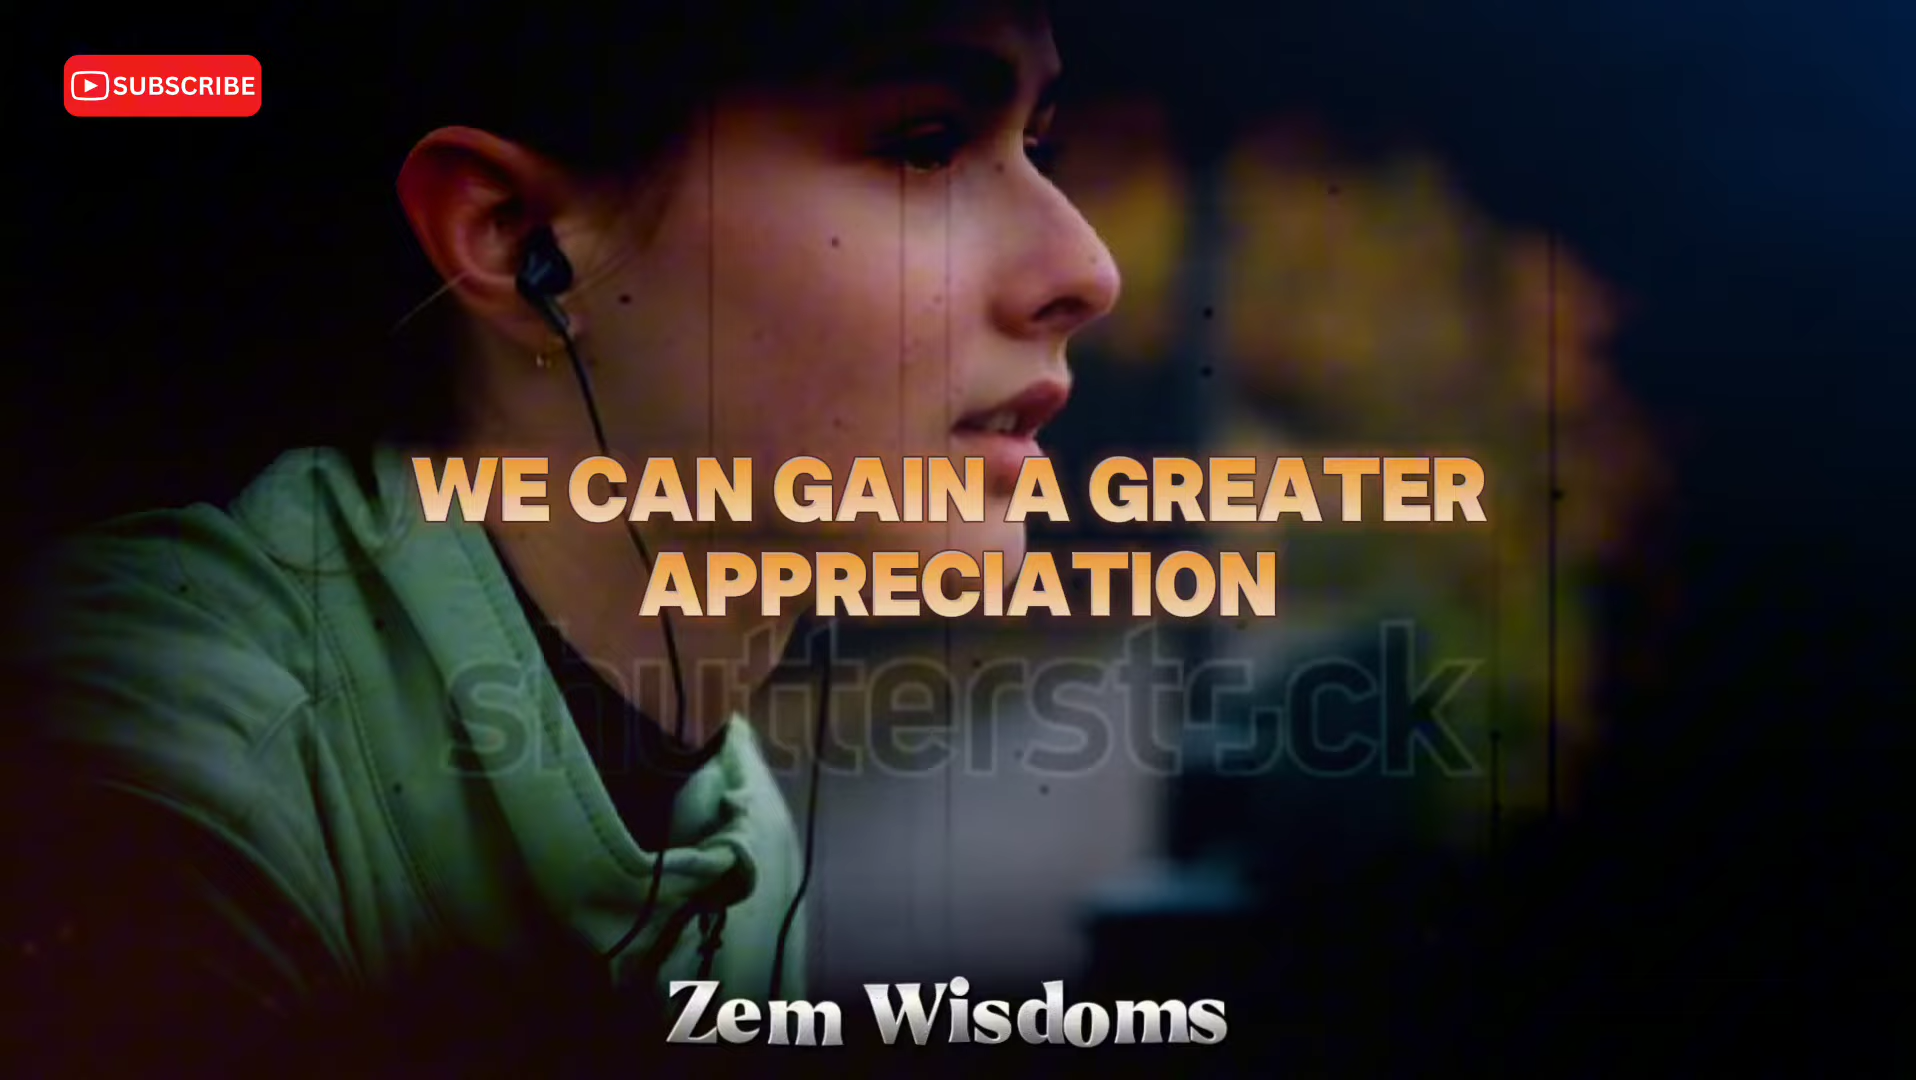 SUBSCRIBE
WE CAN GAIN A GREATER
APPRECIATION
shutterstock
Zem Wisdoms